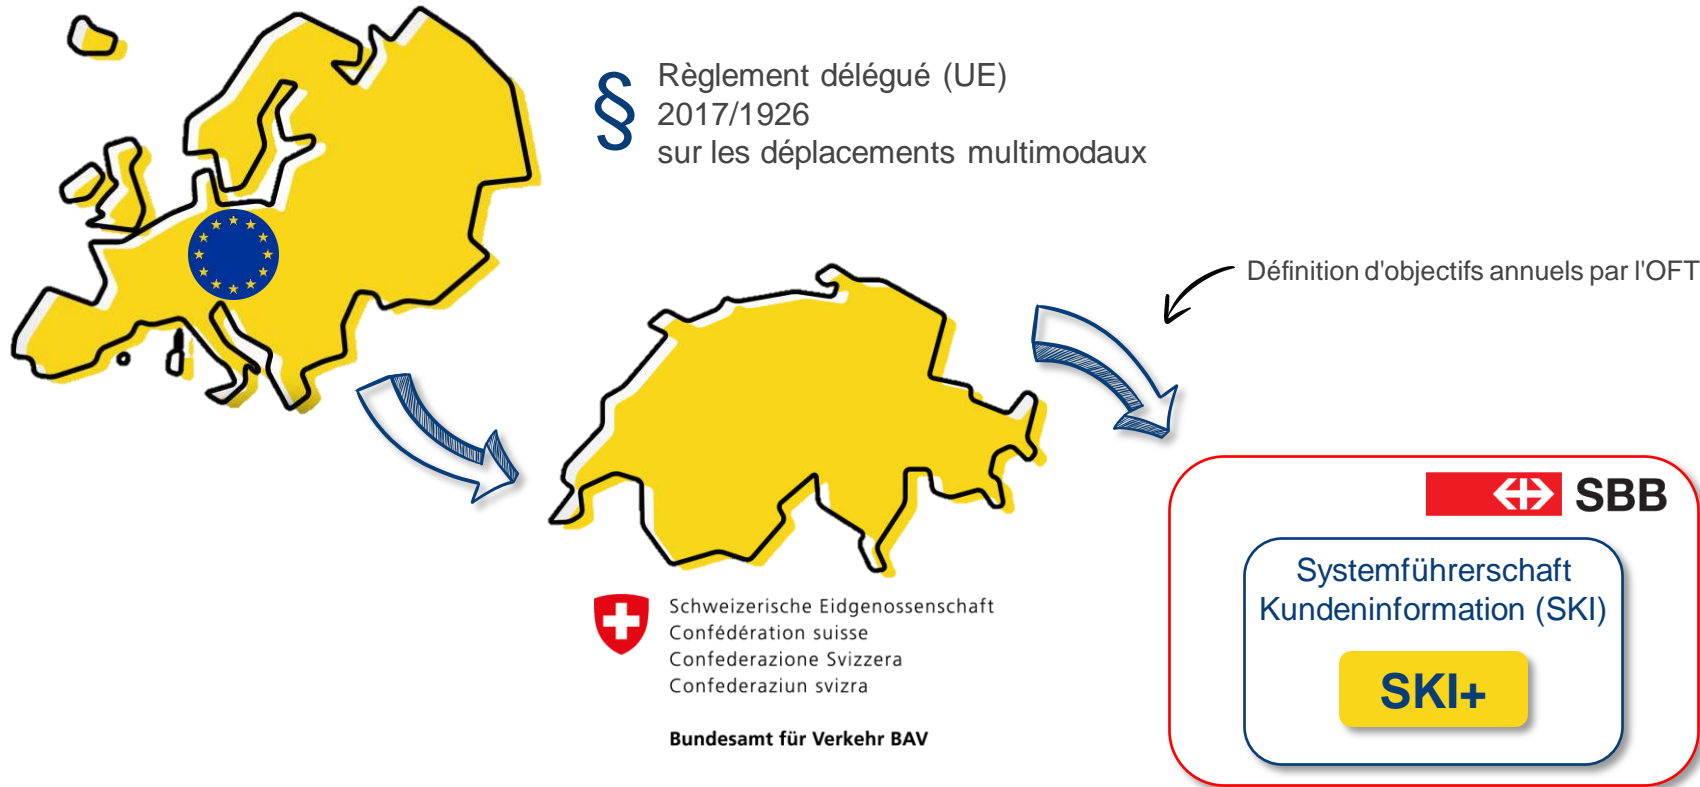 §
Règlement délégué (UE)
2017/1926
sur les déplacements multimodaux
Définition d'objectifs annuels par l'OFT
SBB
Systemführerschaft
Kundeninformation (SKI)
SKI+
Schweizerische Eidgenossenschaft
Confédération suisse
Confederazione Svizzera
Confederaziun svizra
Bundesamt für Verkehr BAV